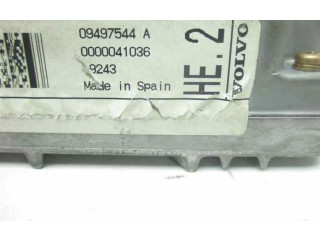 09497544 A
0000041036
9243
Made in Spain
HE.2
VOLVO